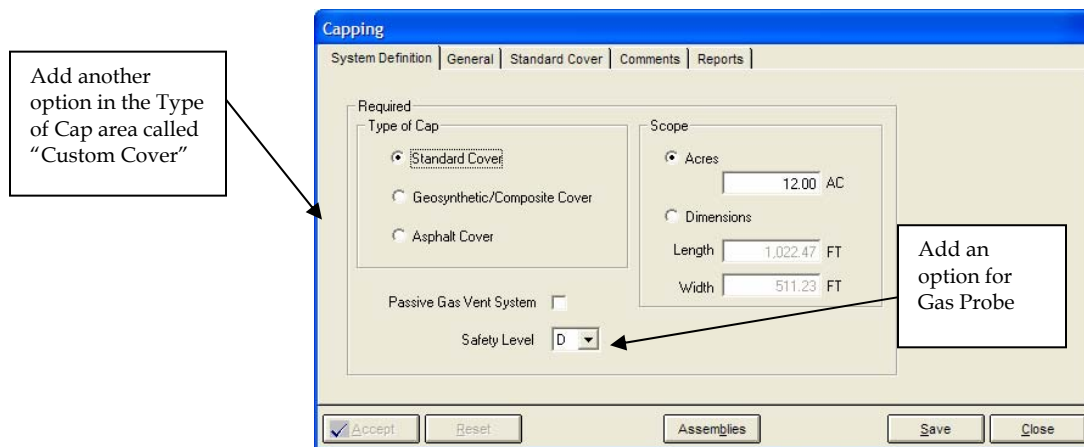 Capping
System Definition General Standard Cover Comments Reports
Add another
option in the Type
of Cap area called
“Custom Cover”
Required
Type of Cap
Standard Cover
Geosynthetic/Composite Cover
Asphalt Cover
Scope
Acres
12.00 AC
Dimensions
Length 1,022.47 FT
Width 511.23 FT
Passive Gas Vent System
Safety Level D
Add an
option for
Gas Probe
Accept Reset Assemblies Save Close